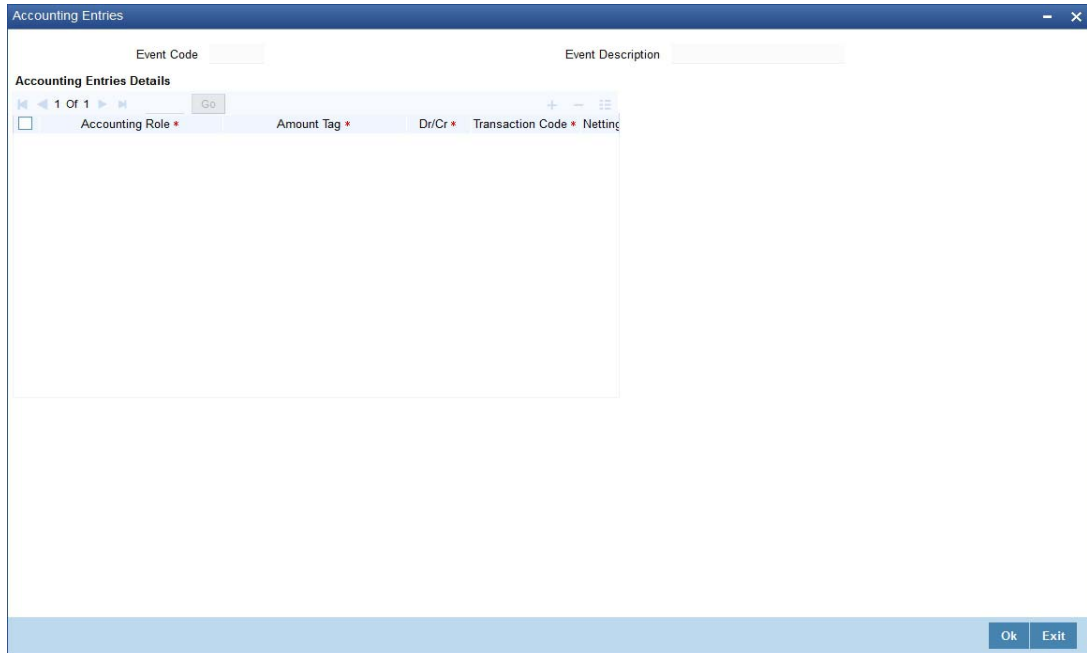 Accounting Entries
Event Code Event Description
Accounting Entries Details
1 Of 1 Go
Accounting Role * Amount Tag * Dr/Cr * Transaction Code * Netting
Ok Exit